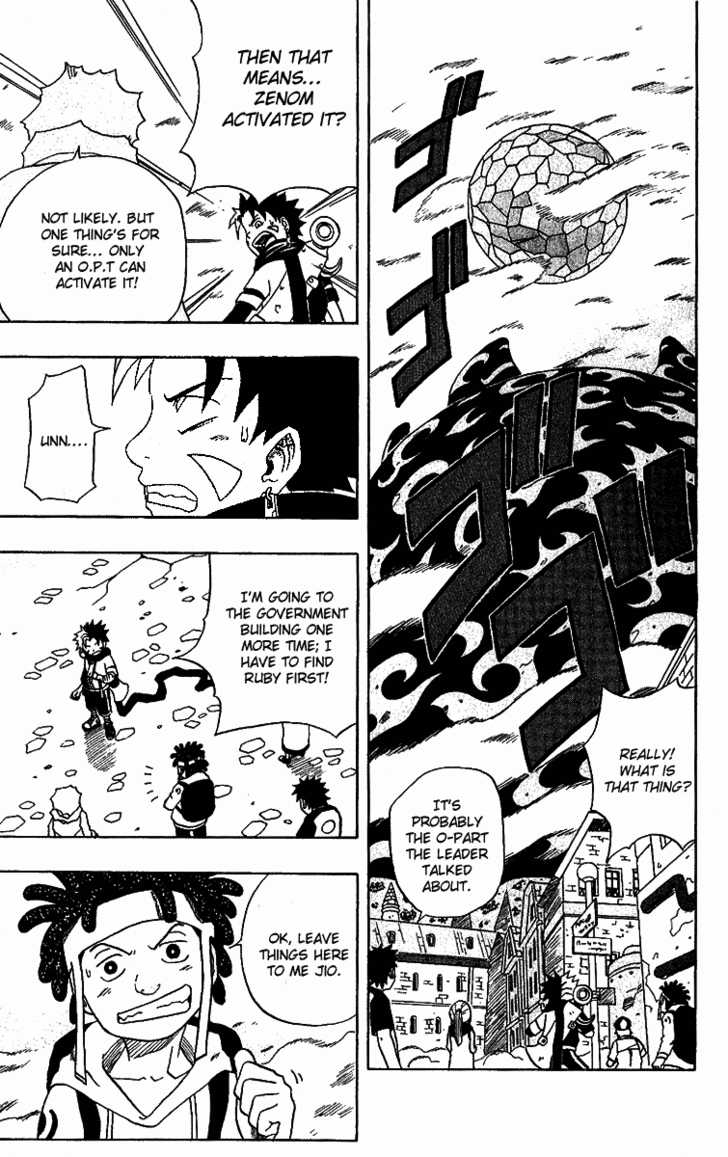 ゴゴゴゴ
REALLY!
WHAT IS
THAT THING?
IT'S
PROBABLY
THE O-PART
THE LEADER
TALKED
ABOUT.
THEN THAT
MEANS...
ZENOM
ACTIVATED IT?
NOT LIKELY. BUT
ONE THING'S FOR
SURE... ONLY
AN O.P.T CAN
ACTIVATE IT!
UNN....
I'M GOING TO
THE GOVERNMENT
BUILDING ONE
MORE TIME; I
HAVE TO FIND
RUBY FIRST!
OK, LEAVE
THINGS HERE
TO ME JIO.